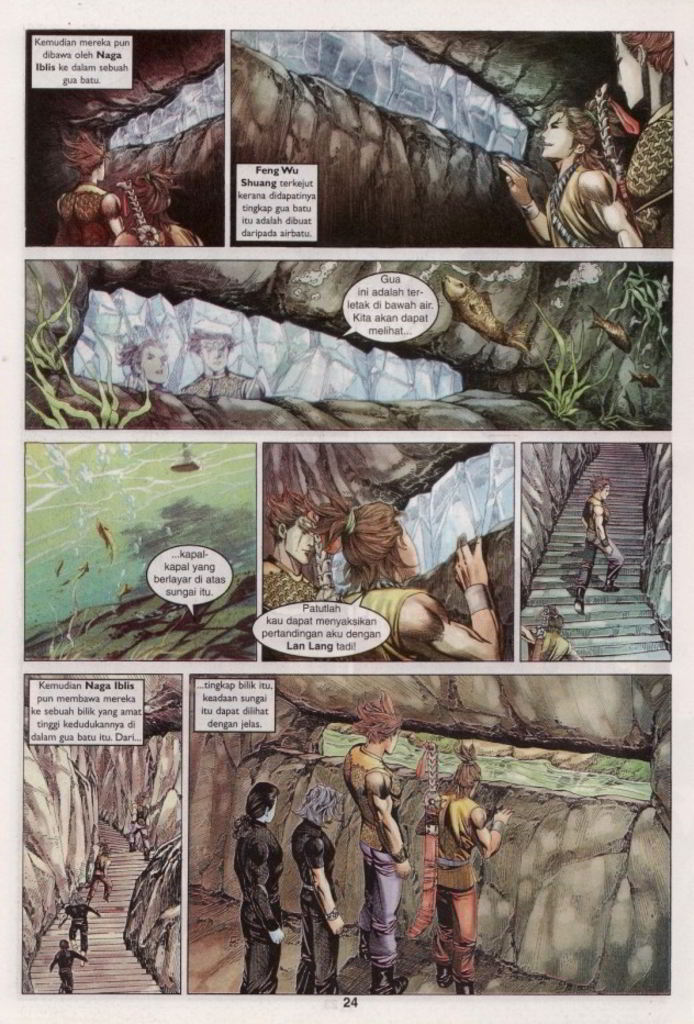 Kemudian mereka pun
dibawa oleh Naga
Iblis ke dalam sebuah
gua batu.
Feng Wu
Shuang terkejut
kerana didapatinya
tingkap gua batu
itu adalah dibuat
daripada airbatu.
Gua
ini adalah ter-
letak di bawah air.
Kita akan dapat
melihat...
...kapal-
kapal yang
berlayar di atas
sungai itu.
Patutlah
kau dapat menyaksikan
pertandingan aku dengan
Lan Lang tadi!
Kemudian Naga Iblis
pun membawa mereka
ke sebuah bilik yang amat
tinggi kedudukannya di
dalam gua batu itu. Dari...
...tingkap bilik itu,
keadaan sungai
itu dapat dilihat
dengan jelas.
24